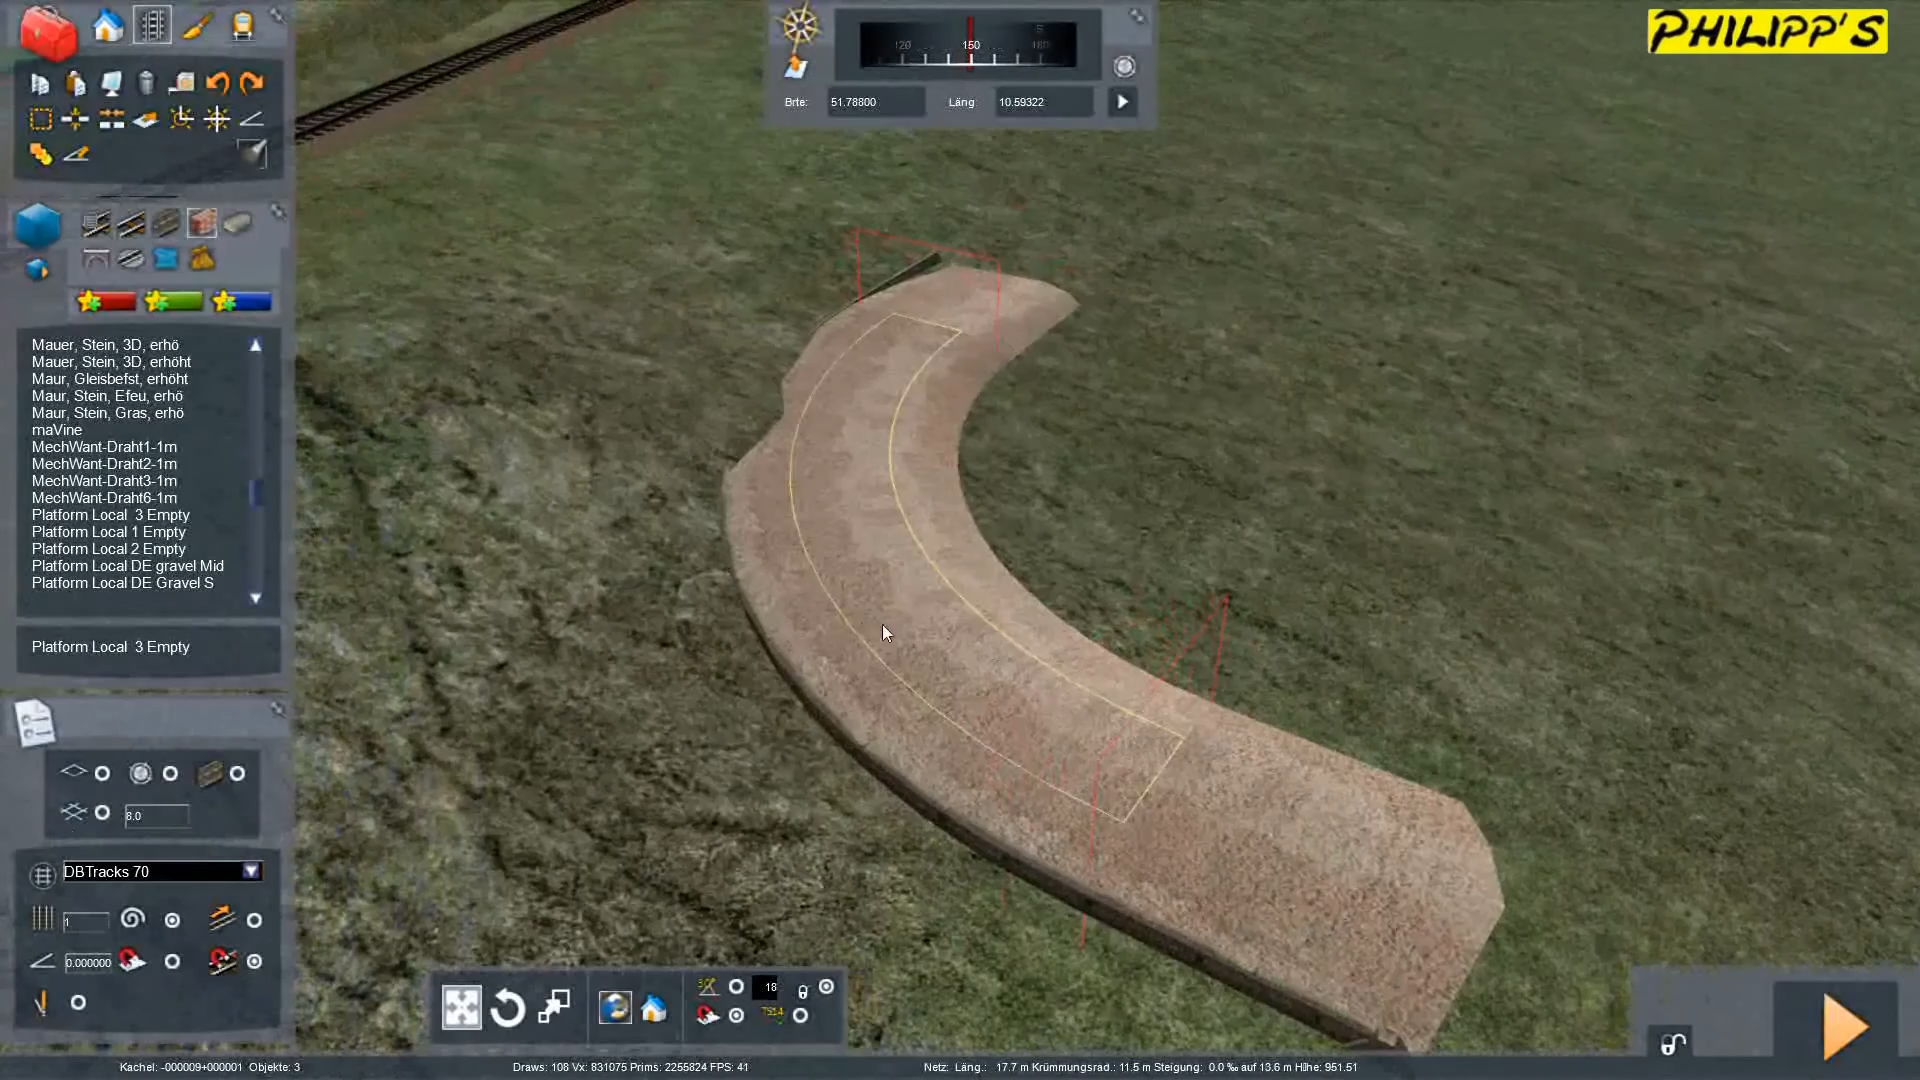 PHILIPP'S
120 150 180 S
Brte: 51.78800 Läng: 10.59322
Mauer, Stein, 3D, erhö
Mauer, Stein, 3D, erhöht
Maur, Gleisbefst, erhöht
Maur, Stein, Efeu, erhö
Maur, Stein, Gras, erhö
maVine
MechWant-Draht1-1m
MechWant-Draht2-1m
MechWant-Draht3-1m
MechWant-Draht6-1m
Platform Local  3 Empty
Platform Local 1 Empty
Platform Local 2 Empty
Platform Local DE gravel Mid
Platform Local DE Gravel S
Platform Local  3 Empty
8.0
DBTracks 70
1
0.000000
18
TS14
Kachel: -000009+000001 Objekte: 3
Draws: 108 Vx: 831075 Prims: 2255824 FPS: 41
Netz: Läng.: 17.7 m Krümmungsrad.: 11.5 m Steigung: 0.0 ‰ auf 13.6 m H▯he: 951.51